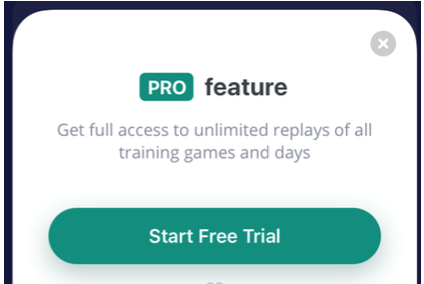 PRO feature
Get full access to unlimited replays of all
training games and days
Start Free Trial